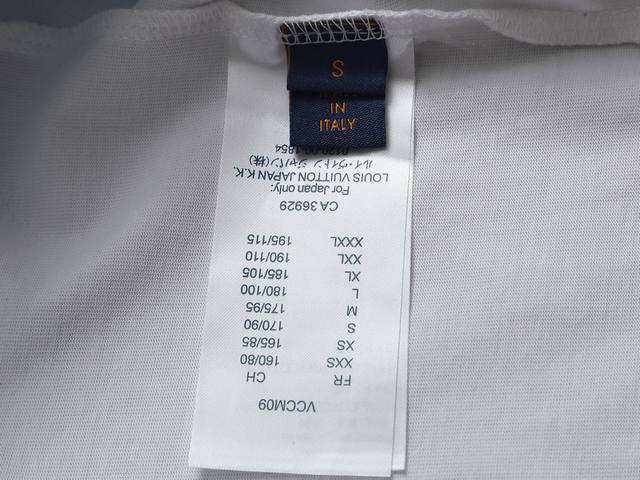 S
IN
ITALY
VCCM09
FR CH
XXS 160/80
XS 165/85
S 170/90
M 175/95
L 180/100
XL 185/105
XXL 190/110
XXXL 195/115
CA 36929
For Japan only:
LOUIS VUITTON JAPAN K.K.
ルイ・ヴィトン ジャパン(株)
0120-00-1854